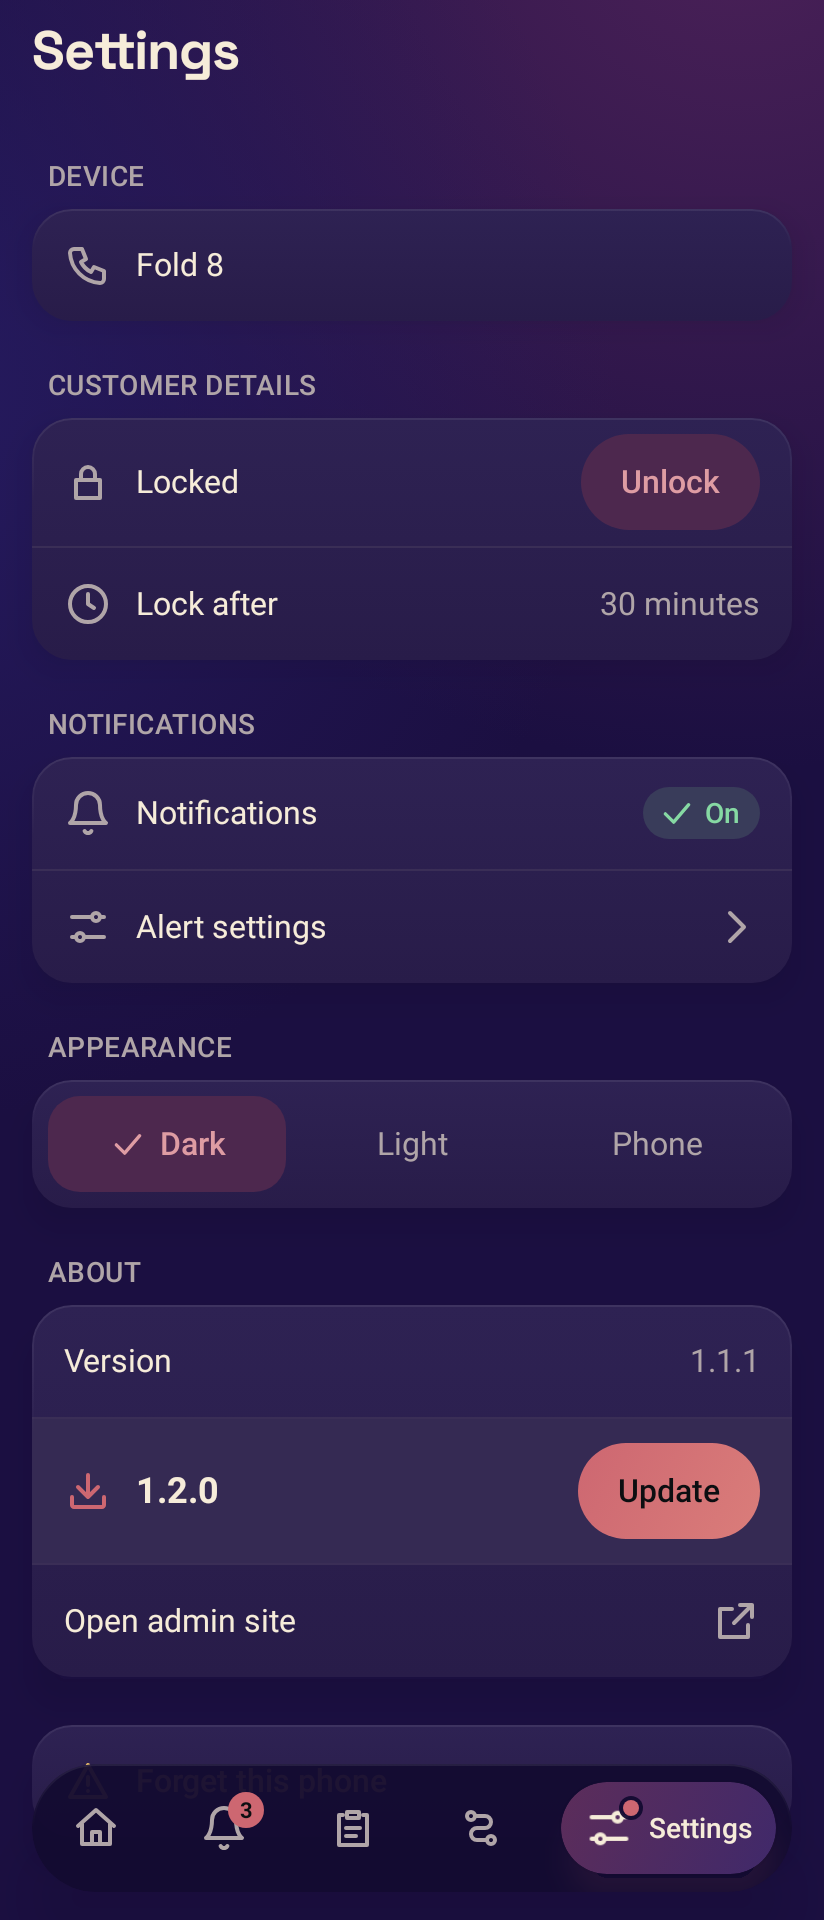 Settings
DEVICE
Fold 8
CUSTOMER DETAILS
Locked
Unlock
Lock after
30 minutes
NOTIFICATIONS
Notifications
On
Alert settings
APPEARANCE
Dark
Light
Phone
ABOUT
Version
1.1.1
1.2.0
Update
Open admin site
Forget this phone
3
Settings